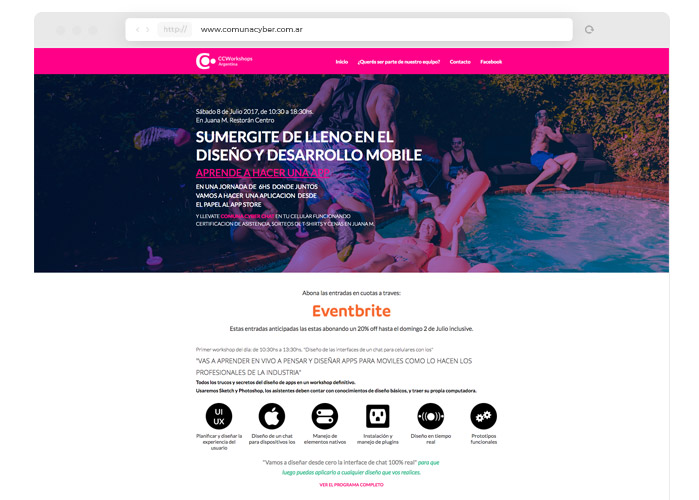 http://
www.comunacyber.com.ar
CCWorkshops
Argentina
Inicio
¿Querés ser parte de nuestro equipo?
Contacto
Facebook
Sábado 8 de Julio 2017, de 10:30 a 18:30hs.
En Juana M. Restorán Centro
SUMERGITE DE LLENO EN EL
DISEÑO Y DESARROLLO MOBILE
APRENDE A HACER UNA APP
EN UNA JORNADA DE 6HS DONDE JUNTOS
VAMOS A HACER UNA APLICACION DESDE
EL PAPEL AL APP STORE
Y LLEVATE COMUNACYBER CHAT EN TU CELULAR FUNCIONANDO
CERTIFICACIÓN DE ASISTENCIA, SORTEOS DE T-SHIRTS Y CENAS EN JUANA M.
Abona las entradas en cuotas a traves:
Eventbrite
Estas entradas anticipadas las estas abonando un 20% off hasta el domingo 2 de Julio inclusive.
Primer workshop del día: de 10:30hs a 13:30hs. "Diseño de las interfaces de un chat para celulares con ios"
"VAS A APRENDER EN VIVO A PENSAR Y DISEÑAR APPS PARA MOVILES COMO LO HACEN LOS
PROFESIONALES DE LA INDUSTRIA"
Todos los trucos y secretos del diseño de apps en un workshop definitivo.
Usaremos Sketch y Photoshop, los asistentes deben contar con conocimientos de diseño básicos, y traer su propia computadora.
UI
UX
Planificar y diseñar la
experiencia del
usuario
Diseño de un chat
para dispositivos ios
Manejo de
elementos nativos
Instalación y
manejo de plugins
Diseño en tiempo
real
Prototipos
funcionales
"Vamos a diseñar desde cero la interface de chat 100% real" para que
luego puedas aplicarlo a cualquier diseño que vos realices.
VER EL PROGRAMA COMPLETO